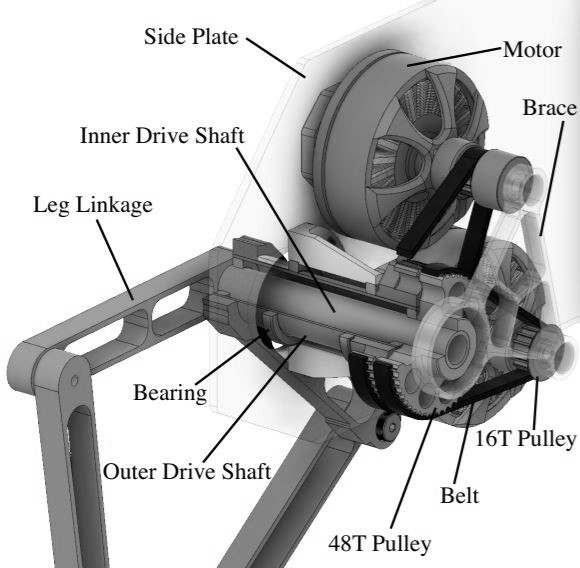 Side Plate
Motor
Brace
Inner Drive Shaft
Leg Linkage
Bearing
16T Pulley
Outer Drive Shaft
Belt
48T Pulley